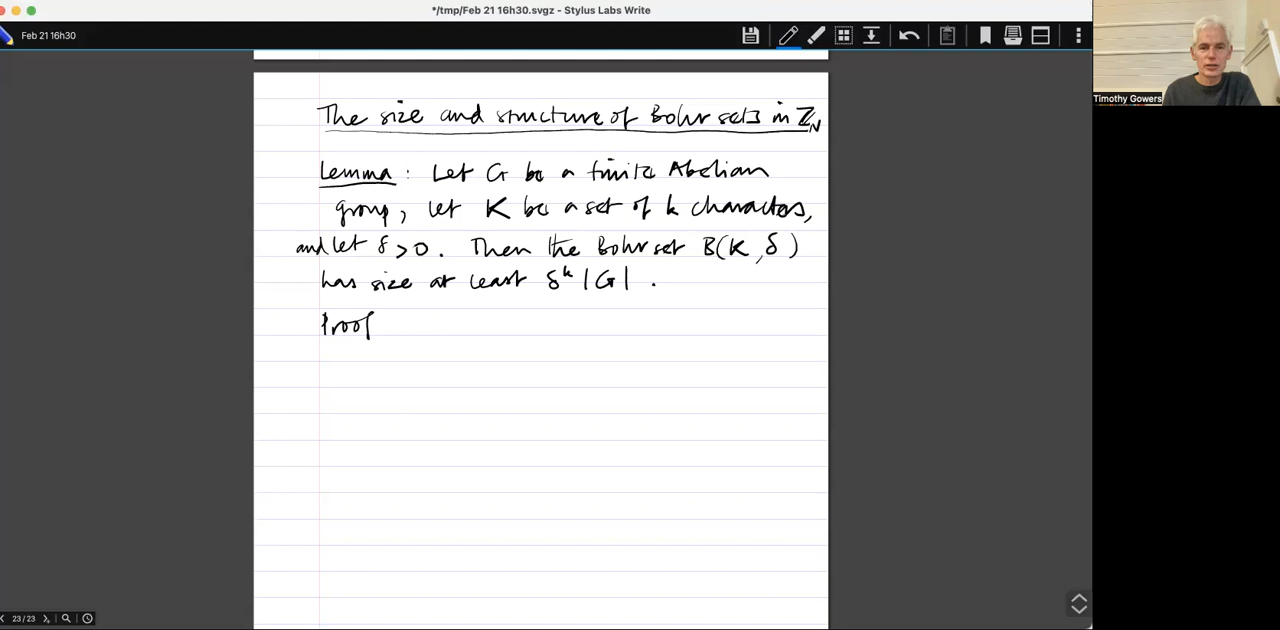 */tmp/Feb 21 16h30.svgz - Stylus Labs Write
Feb 21 16h30
Timothy Gowers
The size and structure of Bohr sets in ℤ_N
Lemma: Let G be a finite Abelian
group, let K be a set of k characters,
and let δ > 0. Then the Bohr set B(K, δ)
has size at least δ^k |G|.
Proof
23 / 23